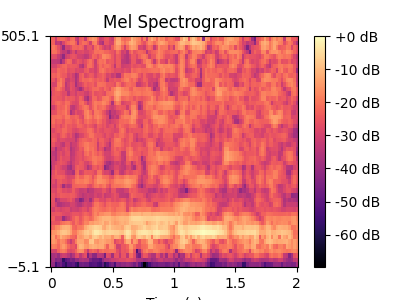 Mel Spectrogram
505.1
−5.1
0
0.5
1
1.5
2
+0 dB
-10 dB
-20 dB
-30 dB
-40 dB
-50 dB
-60 dB